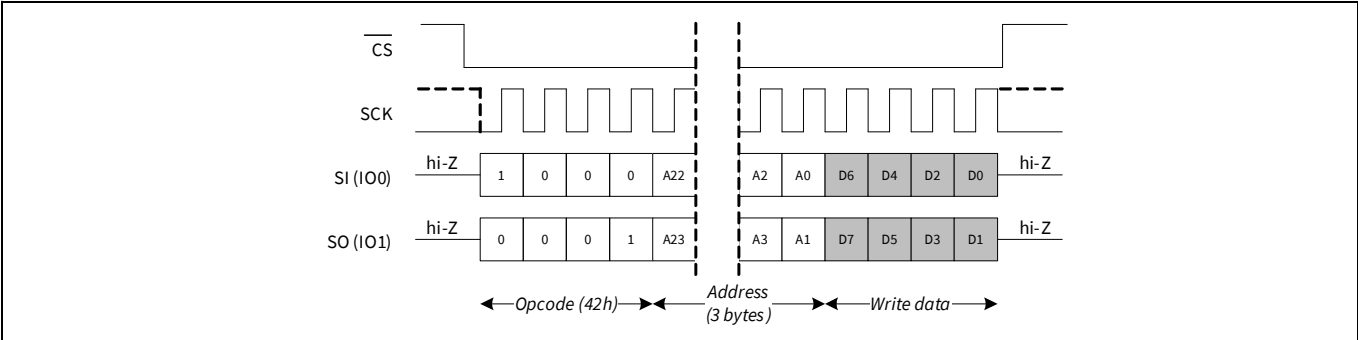 CS
SCK
SI (IO0) hi-Z 1 0 0 0 A22 A2 A0 D6 D4 D2 D0 hi-Z
SO (IO1) hi-Z 0 0 0 1 A23 A3 A1 D7 D5 D3 D1 hi-Z
Opcode (42h) Address Write data
(3 bytes)